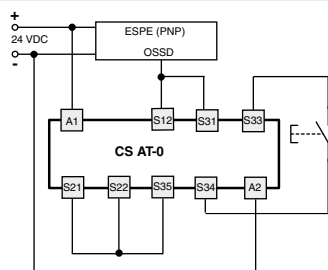 +
24 VDC
-
ESPE (PNP)
OSSD
A1
S12
S31
S33
CS AT-0
S21
S22
S35
S34
A2